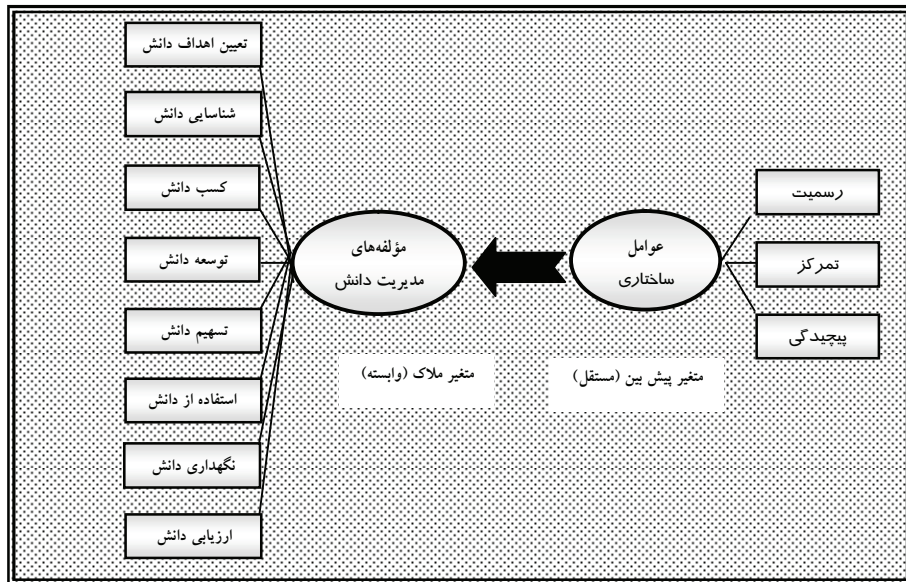 رسمیت
تمرکز
پیچیدگی
عوامل
ساختاری
متغیر پیش بین (مستقل)
مؤلفه‌های
مدیریت دانش
متغیر ملاک (وابسته)
تعیین اهداف دانش
شناسایی دانش
کسب دانش
توسعه دانش
تسهیم دانش
استفاده از دانش
نگهداری دانش
ارزیابی دانش